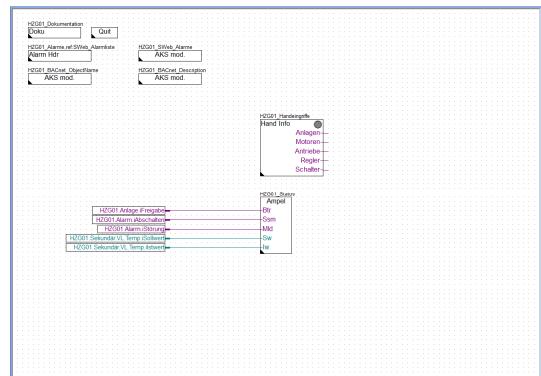 HZG01_Dokumentation
Doku
Quit
HZG01_Alarme.ref:SWeb_Alarmliste
Alarm Hdr
HZG01_SWeb_Alarme
AKS mod.
HZG01_BACnet_ObjectName
AKS mod.
HZG01_BACnet_Description
AKS mod.
HZG01_Handeingriffe
Hand Info
Anlagen
Motoren
Antriebe
Regler
Schalter
HZG01_Status
Ampel
HZG01.Anlage.iFreigabe
Btr
HZG01.Alarm.iAbschalten
Ssm
HZG01.Alarm.iStörung
Mld
HZG01.Sekundär.VL.Temp.iSollwert
Sw
HZG01.Sekundär.VL.Temp.iIstwert
Iw